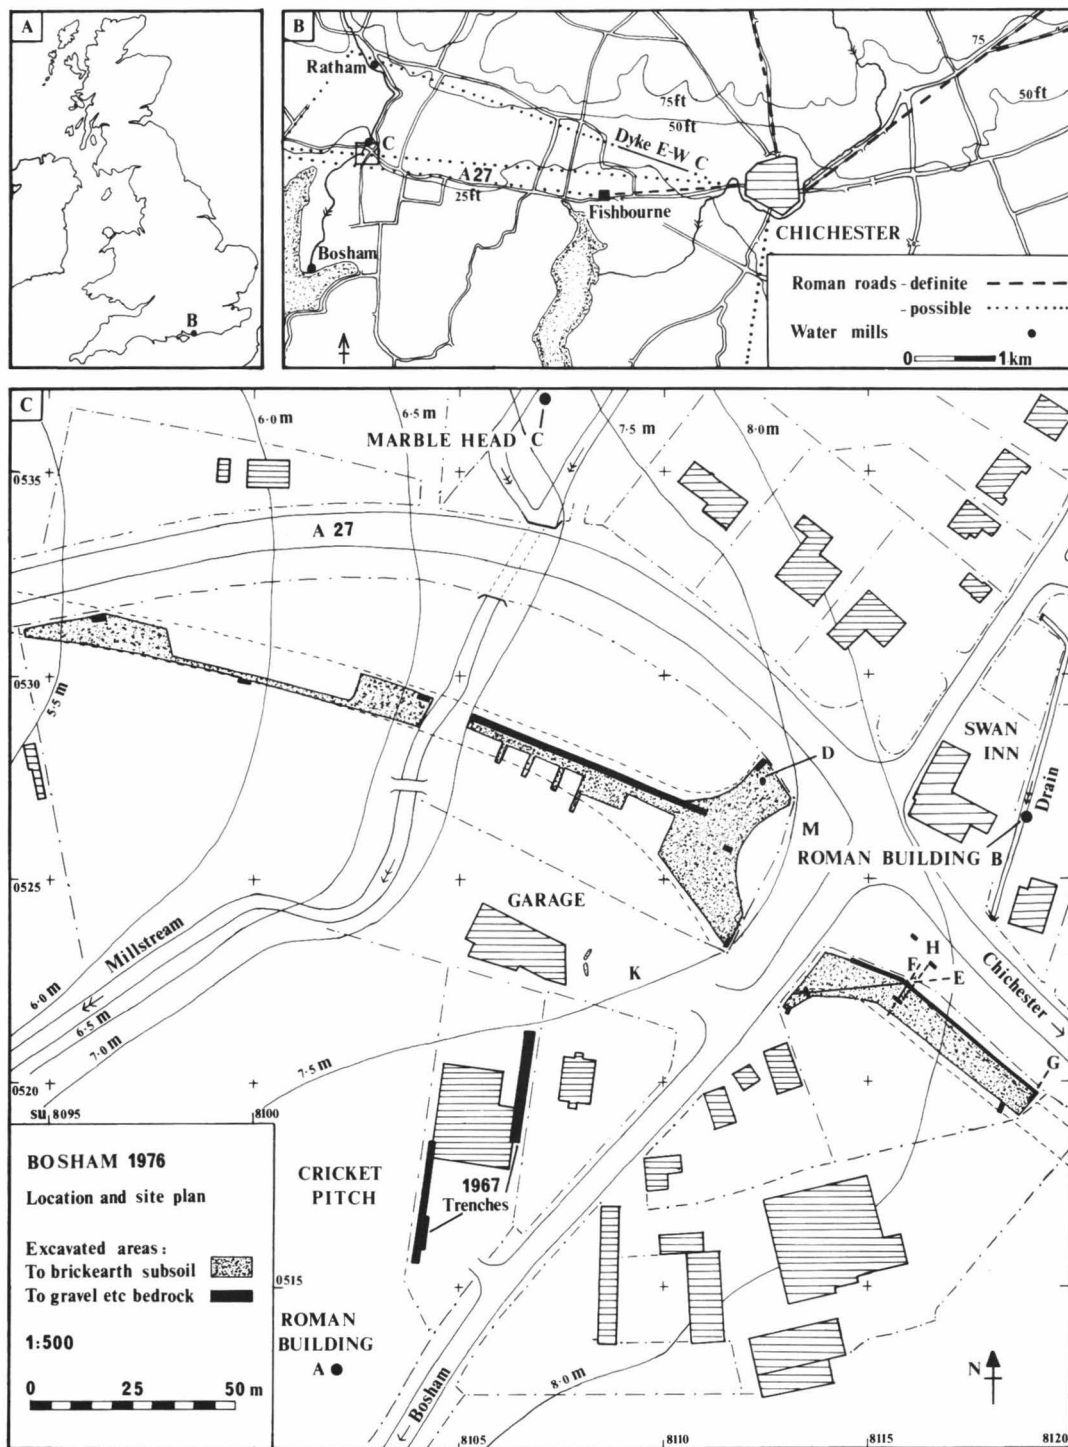 A
B
B
Ratham
C
75ft
50ft
Dyke E-W C
A27
25ft
Fishbourne
Bosham
CHICHESTER
75
50ft
Roman roads - definite
- possible
Water mills
0 1km
C
6·0 m
6·5 m
MARBLE HEAD C
7·5 m
8·0m
0535
A 27
0530
5·5 m
SWAN
INN
Drain
D
M
ROMAN BUILDING B
0525
GARAGE
Millstream
K
H
F
E
Chichester
G
6·0 m
6·5 m
7·0 m
7·5 m
0520
su 8095
8100
BOSHAM 1976
Location and site plan
Excavated areas :
To brickearth subsoil
To gravel etc bedrock
1:500
0 25 50 m
CRICKET
PITCH
1967
Trenches
0515
ROMAN
BUILDING
A
Bosham
8·0 m
N
8105
8110
8115
8120